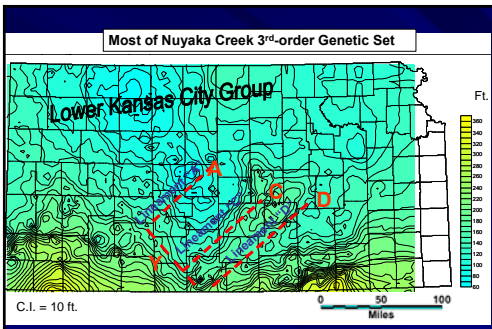 Most of Nuyaka Creek 3rd-order Genetic Set
Lower Kansas City Group
Ft.
360
340
320
300
280
260
240
220
200
180
160
140
120
100
80
60
A
C
D
Y
C.I. = 10 ft.
0 50 100
Miles